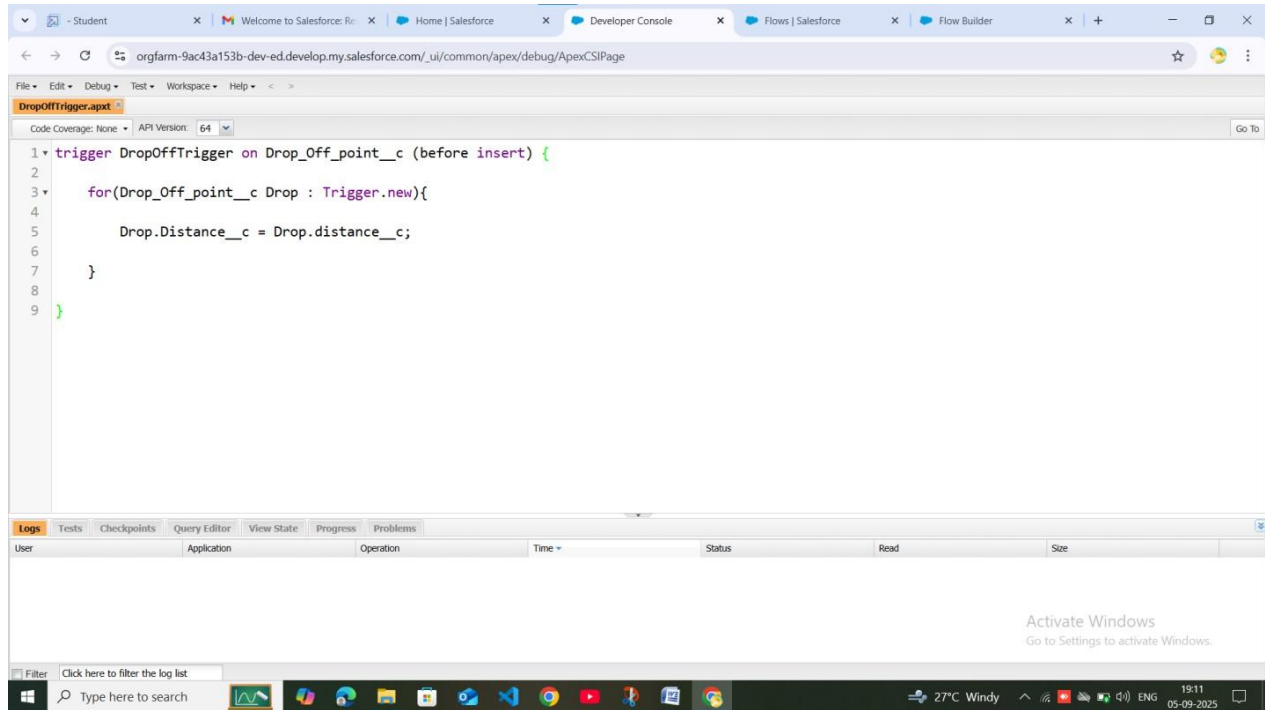 - Student
Welcome to Salesforce: Re
Home | Salesforce
Developer Console
Flows | Salesforce
Flow Builder
orgfarm-9ac43a153b-dev-ed.develop.my.salesforce.com/_ui/common/apex/debug/ApexCSIPage
File Edit Debug Test Workspace Help < >
DropOffTrigger.apxt
Code Coverage: None API Version: 64 Go To
1 trigger DropOffTrigger on Drop_Off_point__c (before insert) {
2
3 for(Drop_Off_point__c Drop : Trigger.new){
4
5 Drop.Distance__c = Drop.distance__c;
6
7 }
8
9 }
Logs Tests Checkpoints Query Editor View State Progress Problems
User Application Operation Time Status Read Size
Activate Windows
Go to Settings to activate Windows.
Filter Click here to filter the log list
Type here to search
27°C Windy
ENG
19:11
05-09-2025